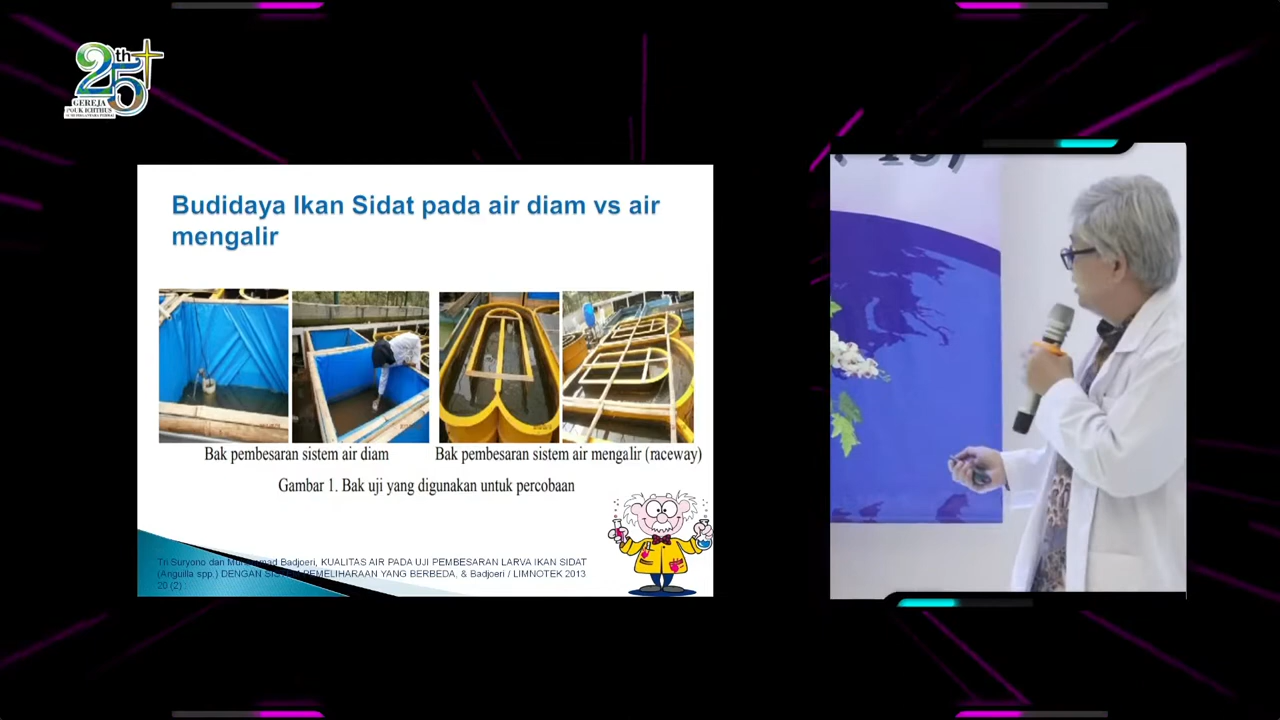 25th
GEREJA
Budidaya Ikan Sidat pada air diam vs air
mengalir
Bak pembesaran sistem air diam
Bak pembesaran sistem air mengalir (raceway)
Gambar 1. Bak uji yang digunakan untuk percobaan
Tri Suryono dan Muhammad Badjoeri, KUALITAS AIR PADA UJI PEMBESARAN LARVA IKAN SIDAT
(Anguilla spp.) DENGAN SISTEM PEMELIHARAAN YANG BERBEDA, & Badjoeri / LIMNOTEK 2013
20 (2) :